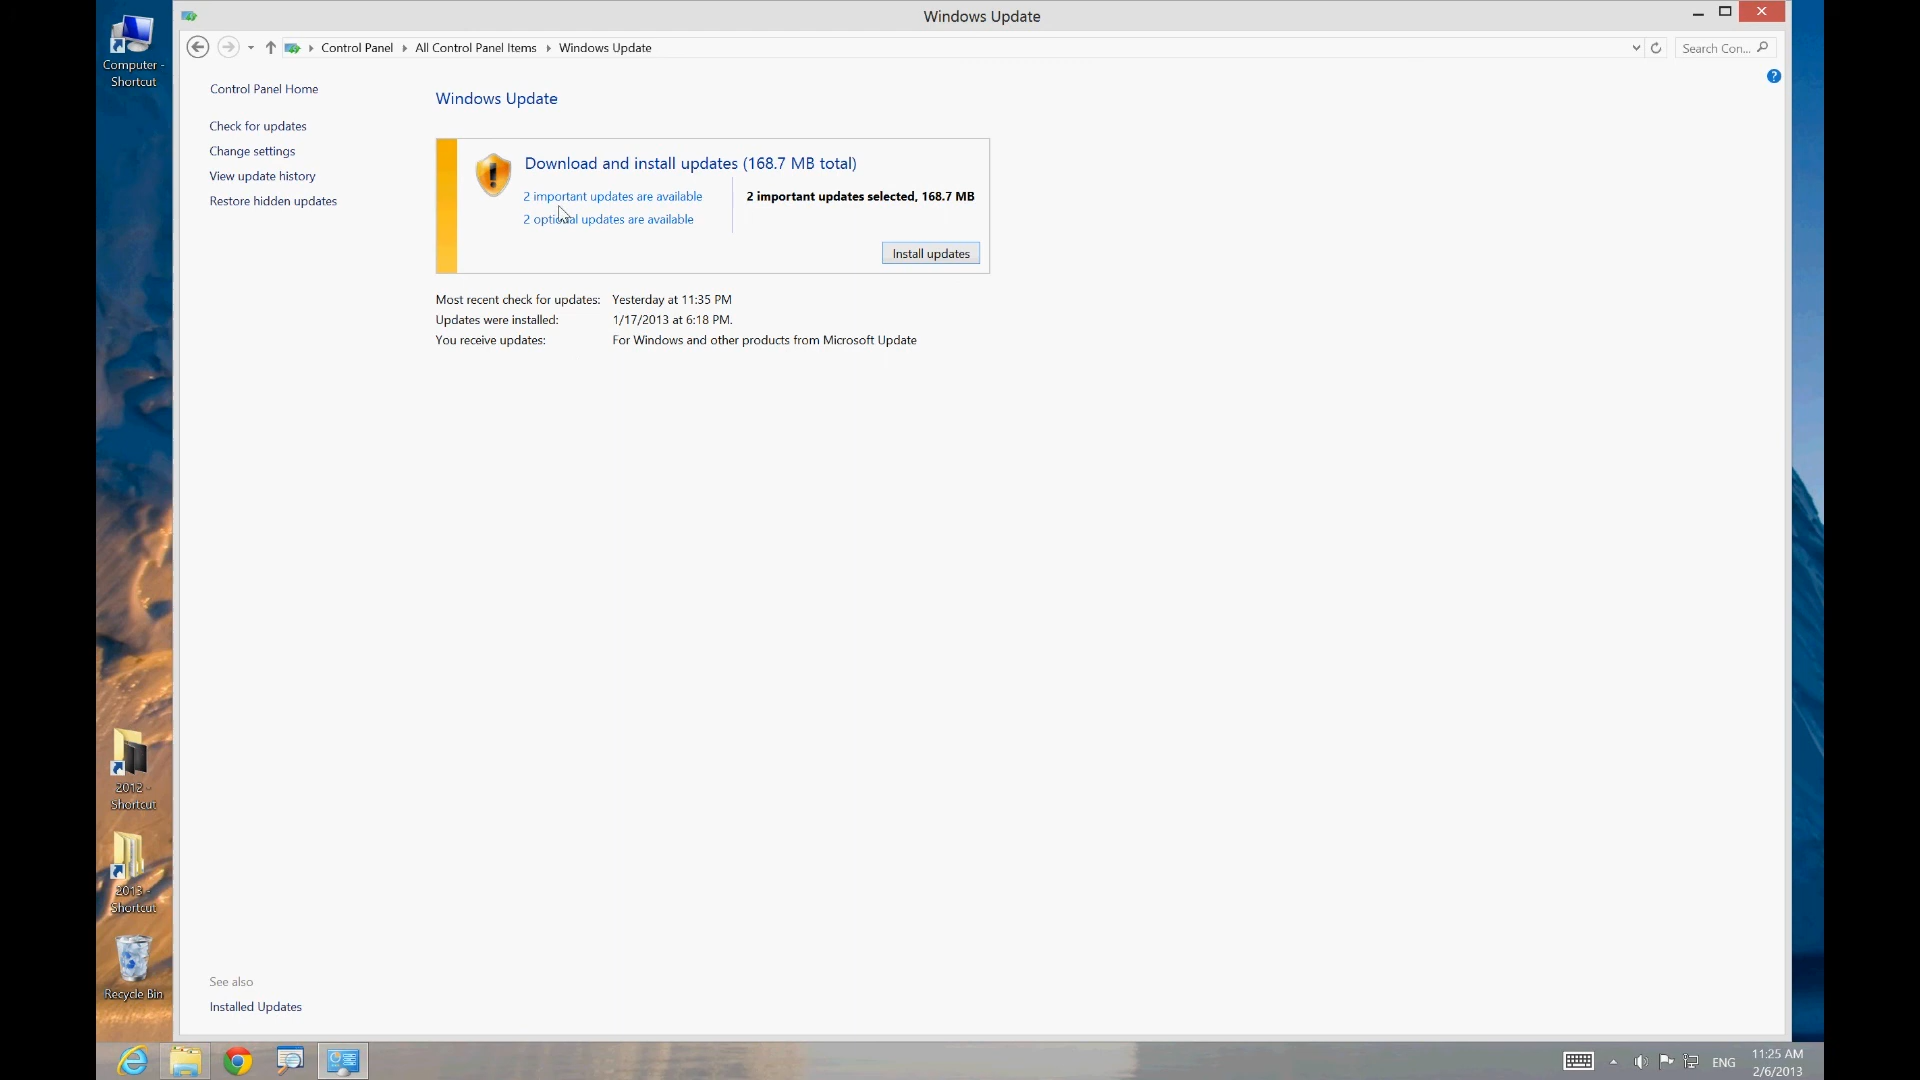 Windows Update
Computer - Shortcut
Control Panel
All Control Panel Items
Windows Update
Search Con...
Control Panel Home
Check for updates
Change settings
View update history
Restore hidden updates
Windows Update
Download and install updates (168.7 MB total)
2 important updates are available
2 important updates selected, 168.7 MB
2 optional updates are available
Install updates
Most recent check for updates: Yesterday at 11:35 PM
Updates were installed: 1/17/2013 at 6:18 PM.
You receive updates: For Windows and other products from Microsoft Update
2012 -
Shortcut
2013 -
Shortcut
Recycle Bin
See also
Installed Updates
ENG
11:25 AM
2/6/2013